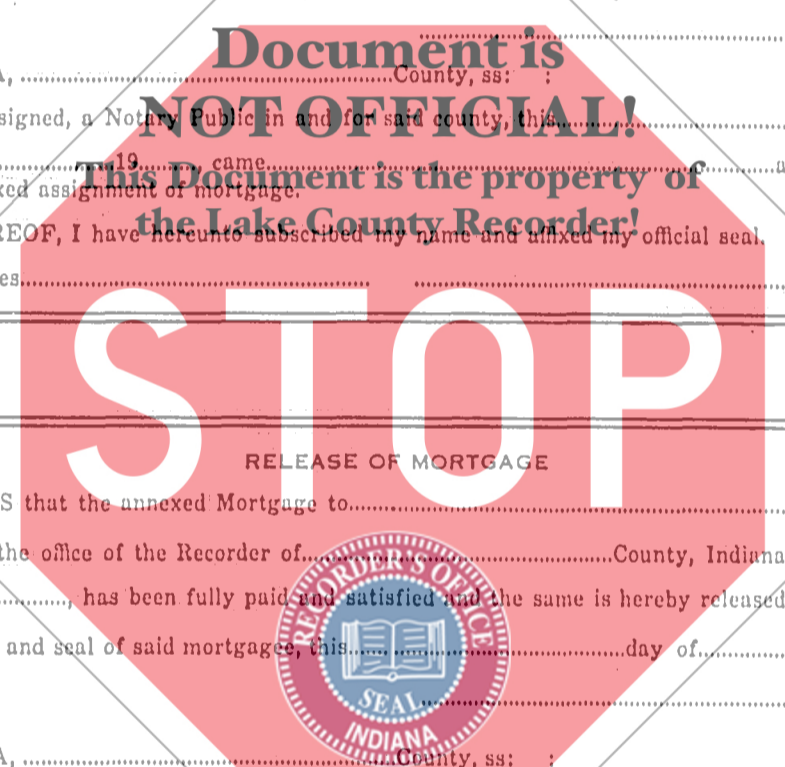 Document is
A, ........County, ss: :
NOT OFFICIAL!
signed, a Notary Public in and for said county, this........
........19........, came........a
This Document is the property of
xed assignment of mortgage.
the Lake County Recorder!
REOF, I have hereunto subscribed my name and affixed my official seal.
es........ ........
STOP
RELEASE OF MORTGAGE
S that the annexed Mortgage to........
the office of the Recorder of........County, Indiana
........, has been fully paid and satisfied and the same is hereby released
and seal of said mortgagee, this........day of........
RECORDER'S OFFICE
SEAL
INDIANA
A, ........County, ss: :